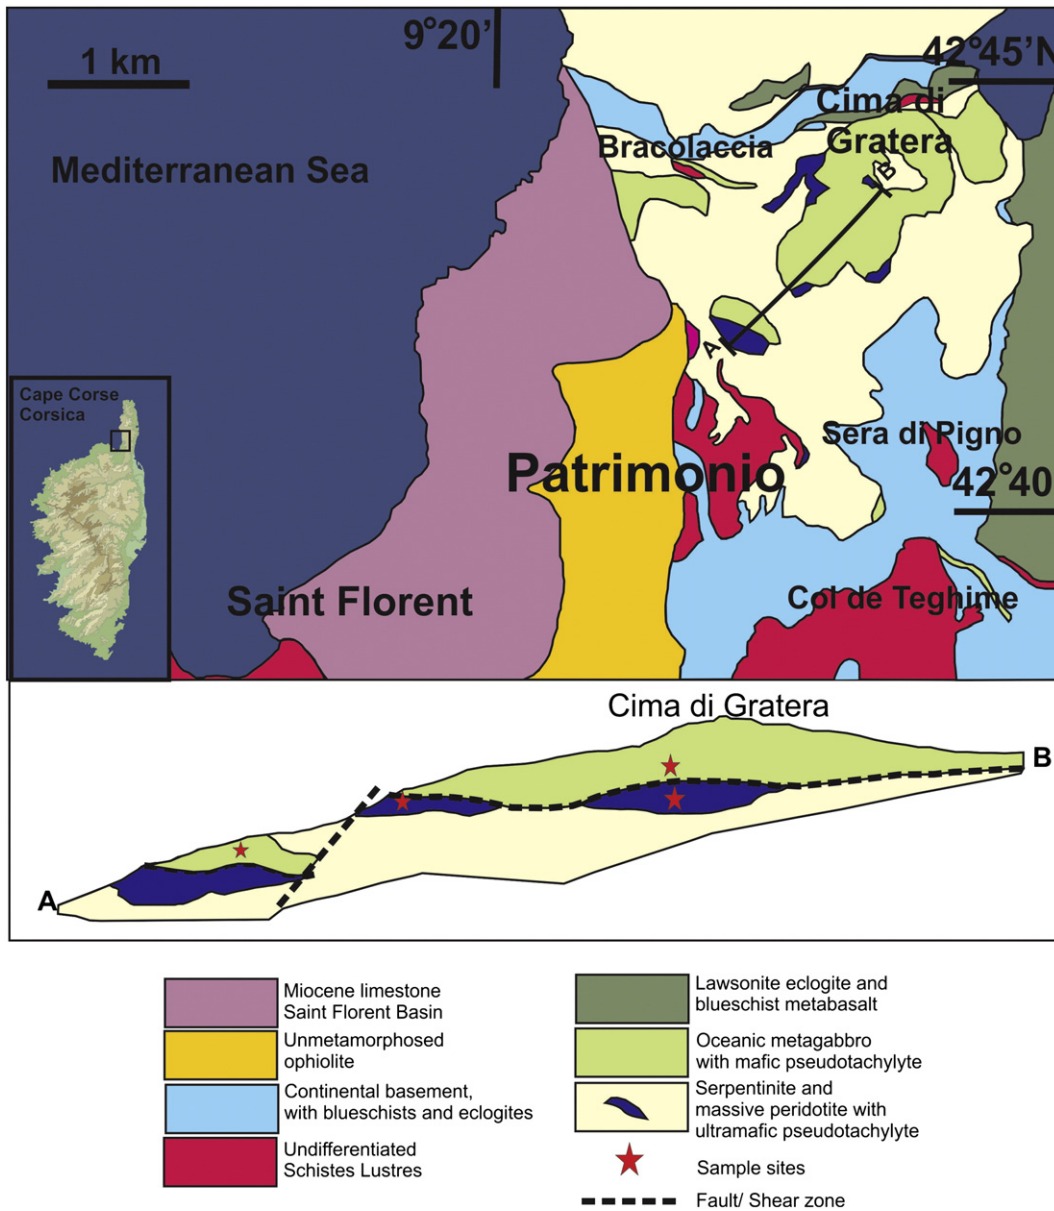 9°20'
42°45'N
1 km
Cima di
Gratera
Bracolaccia
Mediterranean Sea
B
A
Cape Corse
Corsica
Sera di Pigno
Patrimonio
42°40'
Saint Florent
Col de Teghime
Cima di Gratera
B
A
Miocene limestone
Saint Florent Basin
Unmetamorphosed
ophiolite
Continental basement,
with blueschists and eclogites
Undifferentiated
Schistes Lustres
Lawsonite eclogite and
blueschist metabasalt
Oceanic metagabbro
with mafic pseudotachylyte
Serpentinite and
massive peridotite with
ultramafic pseudotachylyte
Sample sites
Fault/ Shear zone